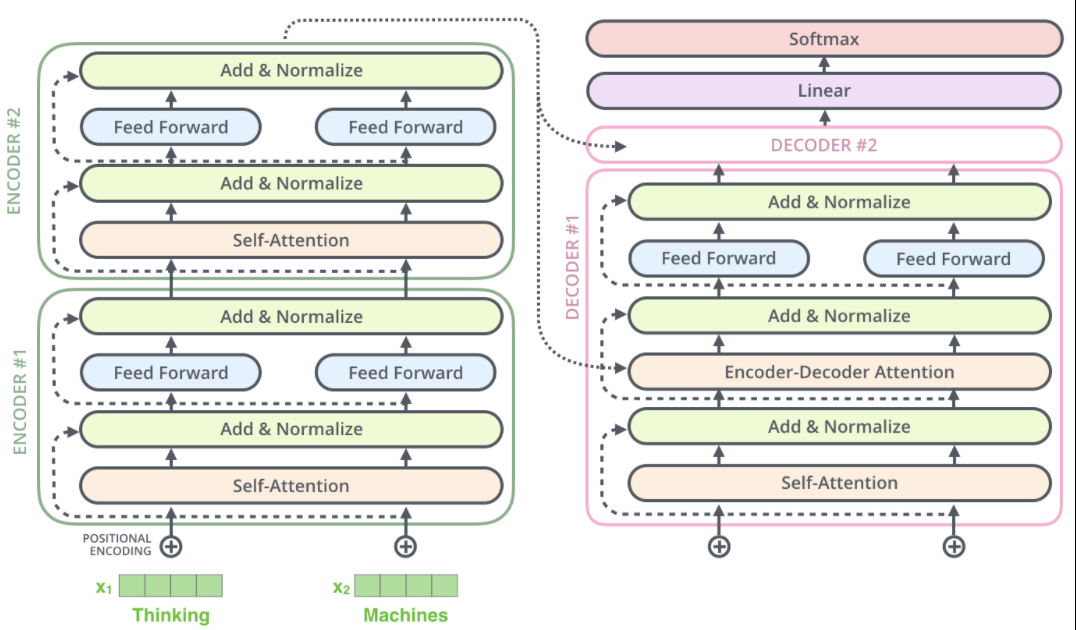 ENCODER #2
Add & Normalize
Feed Forward
Feed Forward
Add & Normalize
Self-Attention
ENCODER #1
Add & Normalize
Feed Forward
Feed Forward
Add & Normalize
Self-Attention
POSITIONAL
ENCODING
x1
Thinking
x2
Machines
Softmax
Linear
DECODER #2
DECODER #1
Add & Normalize
Feed Forward
Feed Forward
Add & Normalize
Encoder-Decoder Attention
Add & Normalize
Self-Attention